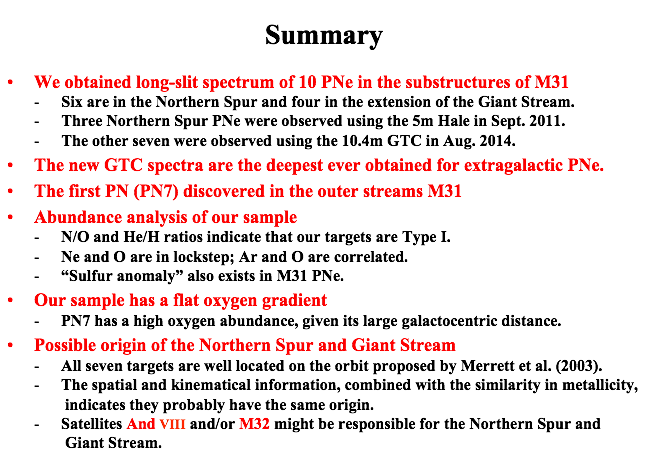 Summary
• We obtained long-slit spectrum of 10 PNe in the substructures of M31
- Six are in the Northern Spur and four in the extension of the Giant Stream.
- Three Northern Spur PNe were observed using the 5m Hale in Sept. 2011.
- The other seven were observed using the 10.4m GTC in Aug. 2014.
• The new GTC spectra are the deepest ever obtained for extragalactic PNe.
• The first PN (PN7) discovered in the outer streams M31
• Abundance analysis of our sample
- N/O and He/H ratios indicate that our targets are Type I.
- Ne and O are in lockstep; Ar and O are correlated.
- “Sulfur anomaly” also exists in M31 PNe.
• Our sample has a flat oxygen gradient
- PN7 has a high oxygen abundance, given its large galactocentric distance.
• Possible origin of the Northern Spur and Giant Stream
- All seven targets are well located on the orbit proposed by Merrett et al. (2003).
- The spatial and kinematical information, combined with the similarity in metallicity,
indicates they probably have the same origin.
- Satellites And VIII and/or M32 might be responsible for the Northern Spur and
Giant Stream.